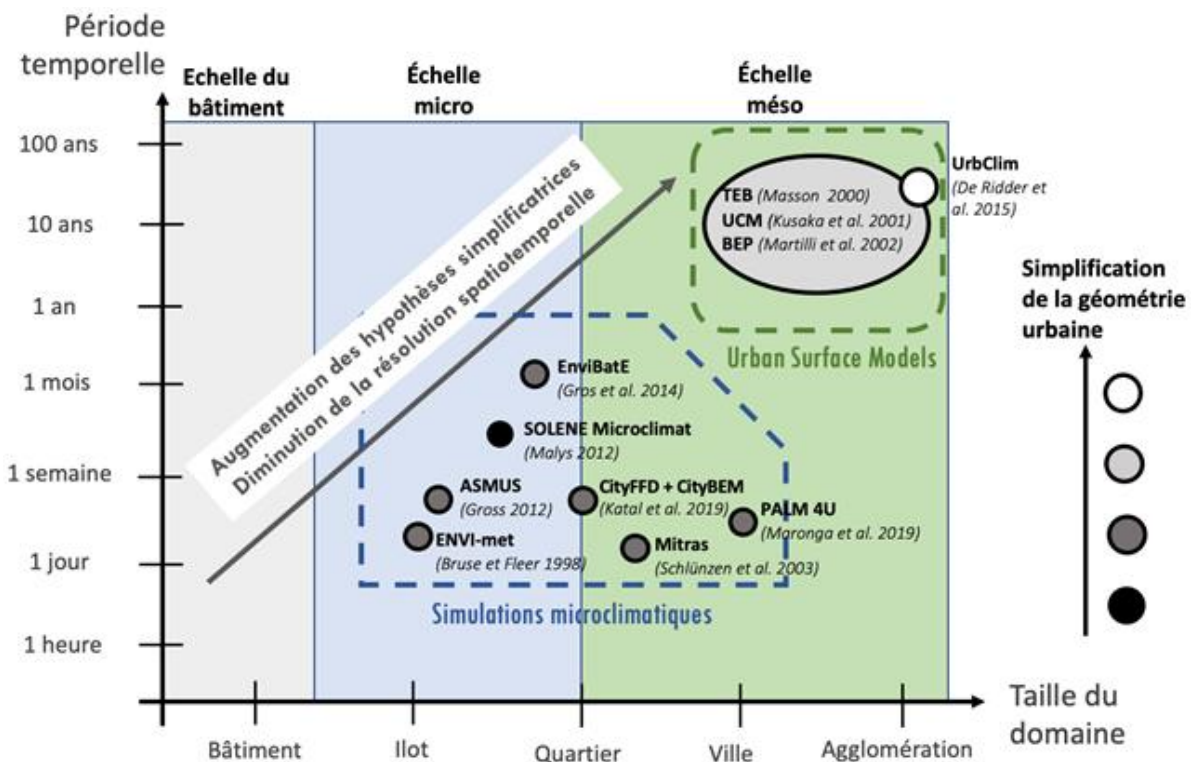 Période
temporelle
Echelle du
bâtiment
Échelle
micro
Échelle
méso
100 ans
10 ans
1 an
1 mois
1 semaine
1 jour
1 heure
Augmentation des hypothèses simplificatrices
Diminution de la résolution spatiotemporelle
TEB (Masson 2000)
UCM (Kusaka et al. 2001)
BEP (Martilli et al. 2002)
UrbClim
(De Ridder et
al. 2015)
Urban Surface Models
EnviBatE
(Gros et al. 2014)
SOLENE Microclimat
(Malys 2012)
ASMUS
(Gross 2012)
CityFFD + CityBEM
(Katal et al. 2019)
PALM 4U
(Maronga et al. 2019)
ENVI-met
(Bruse et Fleer 1998)
Mitras
(Schlünzen et al. 2003)
Simulations microclimatiques
Simplification
de la géométrie
urbaine
Bâtiment
Ilot
Quartier
Ville
Agglomération
Taille du
domaine